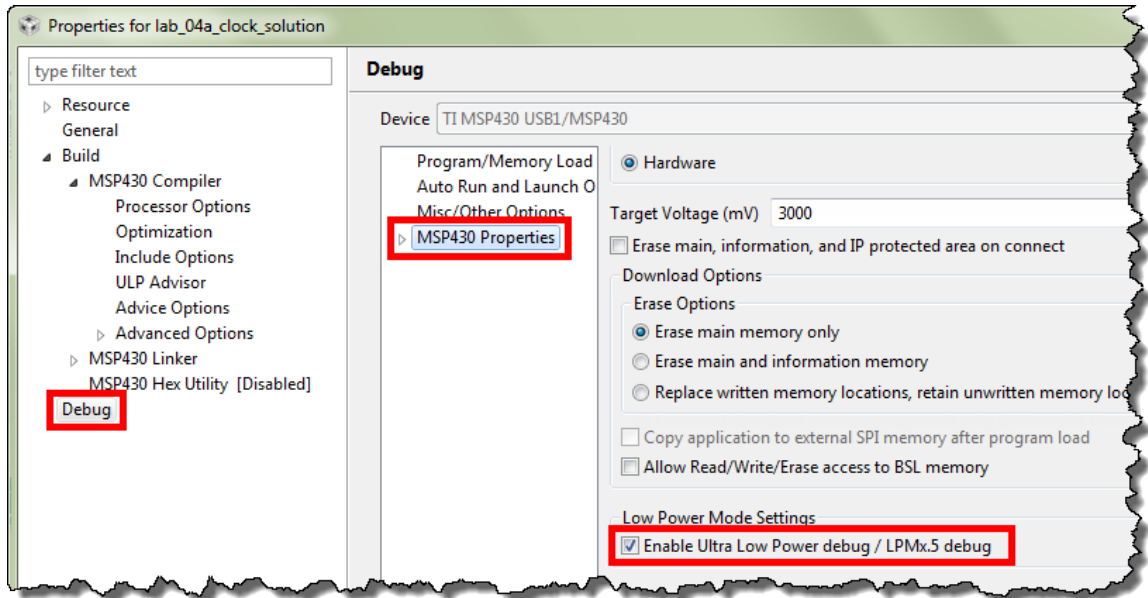 Properties for lab_04a_clock_solution
type filter text
Resource
General
Build
MSP430 Compiler
Processor Options
Optimization
Include Options
ULP Advisor
Advice Options
Advanced Options
MSP430 Linker
MSP430 Hex Utility [Disabled]
Debug
Debug
Device TI MSP430 USB1/MSP430
Program/Memory Load
Auto Run and Launch O
Misc/Other Options
MSP430 Properties
Hardware
Target Voltage (mV) 3000
Erase main, information, and IP protected area on connect
Download Options
Erase Options
Erase main memory only
Erase main and information memory
Replace written memory locations, retain unwritten memory loc
Copy application to external SPI memory after program load
Allow Read/Write/Erase access to BSL memory
Low Power Mode Settings
Enable Ultra Low Power debug / LPMx.5 debug